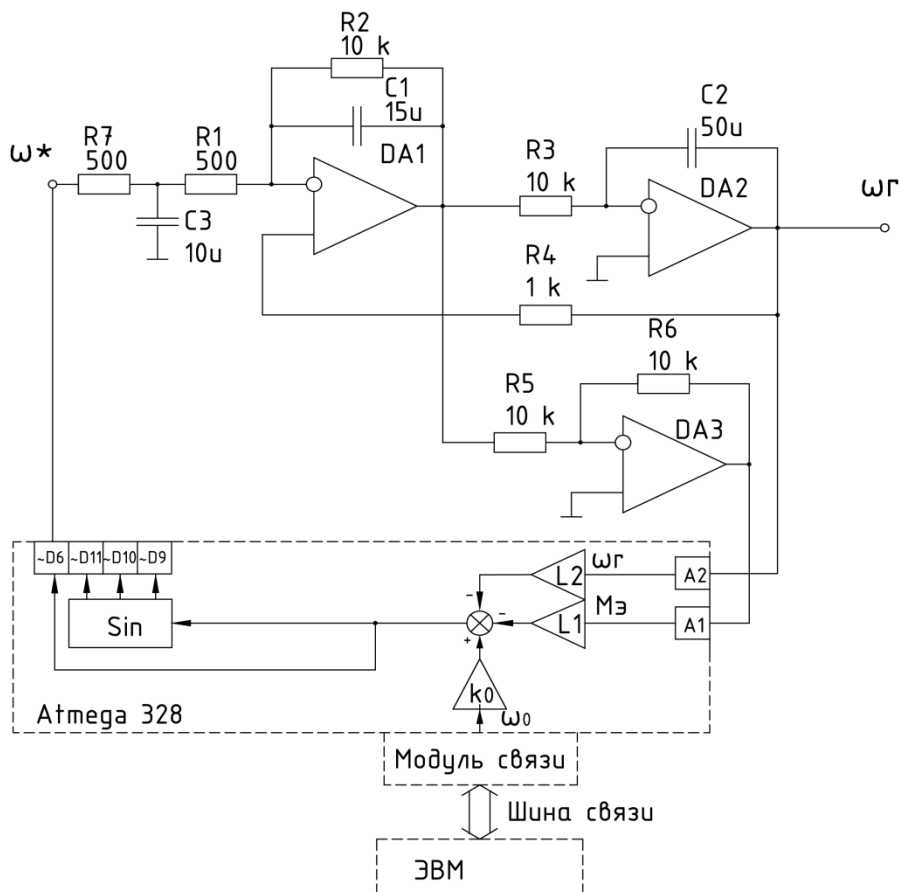 R2
10 k
C1
15u
C2
50u
ω*
R7
500
R1
500
DA1
R3
10 k
DA2
ωг
C3
10u
R4
1 k
R6
10 k
R5
10 k
DA3
~D6 ~D11 ~D10 ~D9
L2 ωг A2
Sin
L1 Мэ A1
- - +
k0
ω0
Atmega 328
Модуль связи
Шина связи
ЭВМ